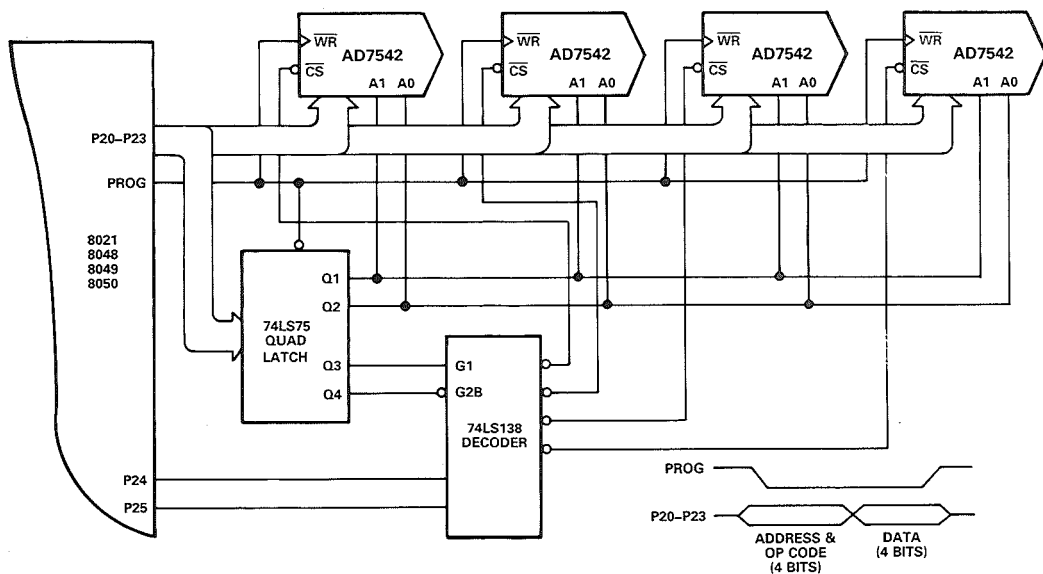 WR
AD7542
CS
A1 A0
WR
AD7542
CS
A1 A0
WR
AD7542
CS
A1 A0
WR
AD7542
CS
A1 A0
P20–P23
PROG
8021
8048
8049
8050
P24
P25
74LS75
QUAD
LATCH
Q1
Q2
Q3
Q4
G1
G2B
74LS138
DECODER
PROG
P20–P23
ADDRESS &
OP CODE
(4 BITS)
DATA
(4 BITS)